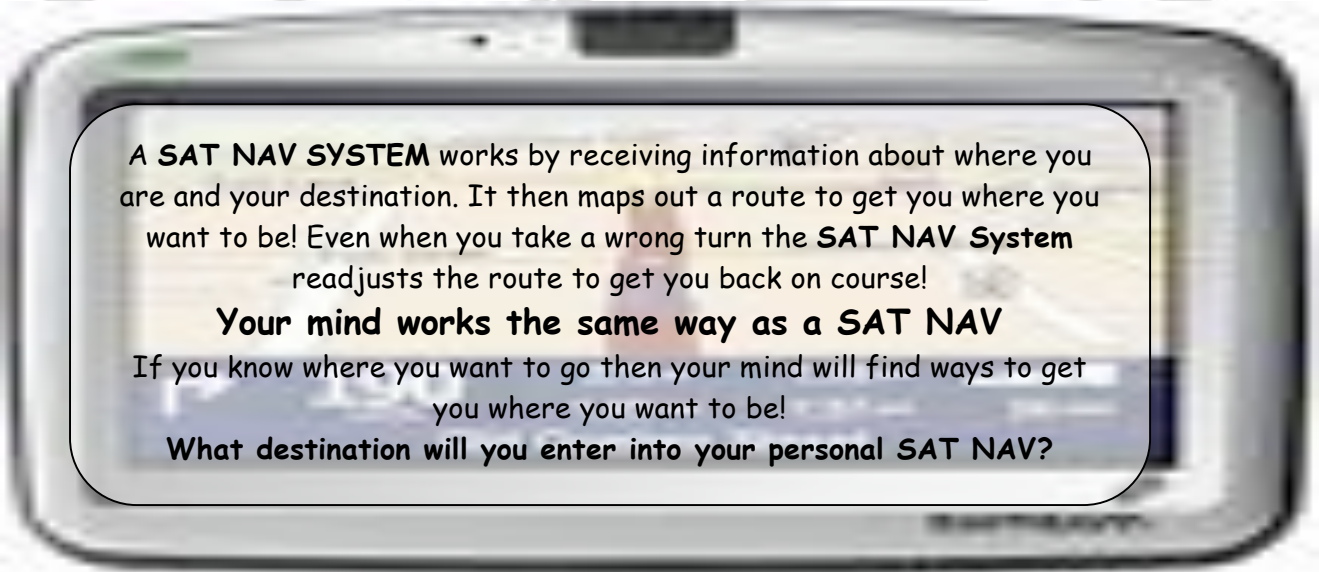 A SAT NAV SYSTEM works by receiving information about where you
are and your destination. It then maps out a route to get you where you
want to be! Even when you take a wrong turn the SAT NAV System
readjusts the route to get you back on course!
Your mind works the same way as a SAT NAV
If you know where you want to go then your mind will find ways to get
you where you want to be!
What destination will you enter into your personal SAT NAV?